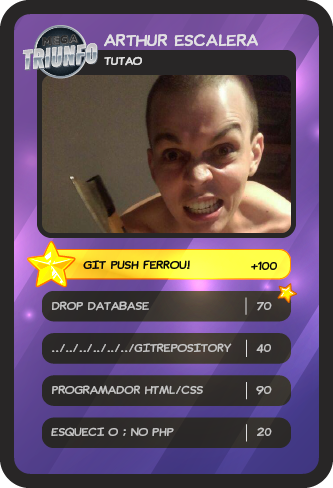 MEGA
TRIUNFO
ARTHUR ESCALERA
TUTAO
GIT PUSH FERROU! +100
DROP DATABASE 70
../../../../../../GITREPOSITORY 40
PROGRAMADOR HTML/CSS 90
ESQUECI O ; NO PHP 20